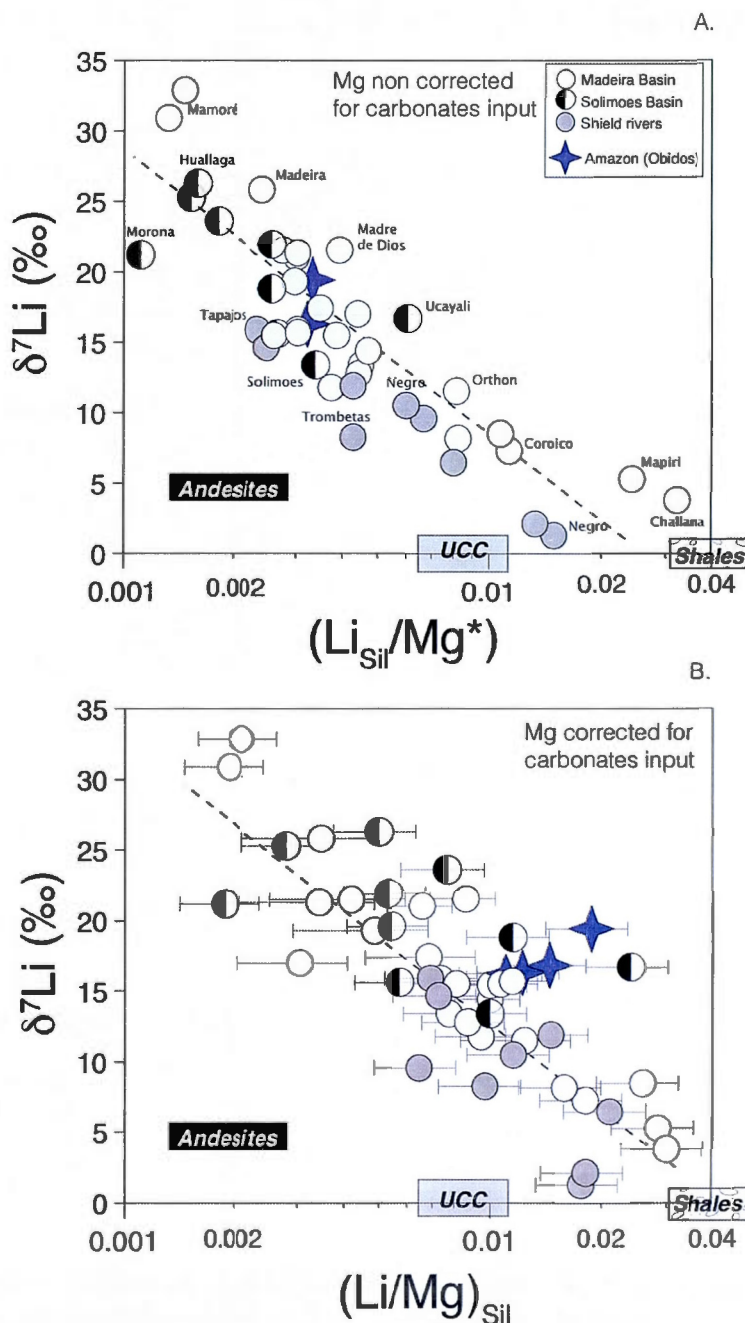 A.
35
30
25
20
15
10
5
0
δ⁷Li (‰)
Mg non corrected
for carbonates input
Madeira Basin
Solimoes Basin
Shield rivers
Amazon (Obidos)
Mamoré
Huallaga
Madeira
Morona
Madre
de Dios
Tapajos
Ucayali
Solimoes
Negro
Orthon
Trombetas
Coroico
Mapiri
Challana
Negro
Andesites
UCC
Shales
0.001
0.002
0.01
0.02
0.04
(LiSil/Mg*)
B.
35
30
25
20
15
10
5
0
δ⁷Li (‰)
Mg corrected for
carbonates input
Andesites
UCC
Shales
0.001
0.002
0.01
0.02
0.04
(Li/Mg)Sil